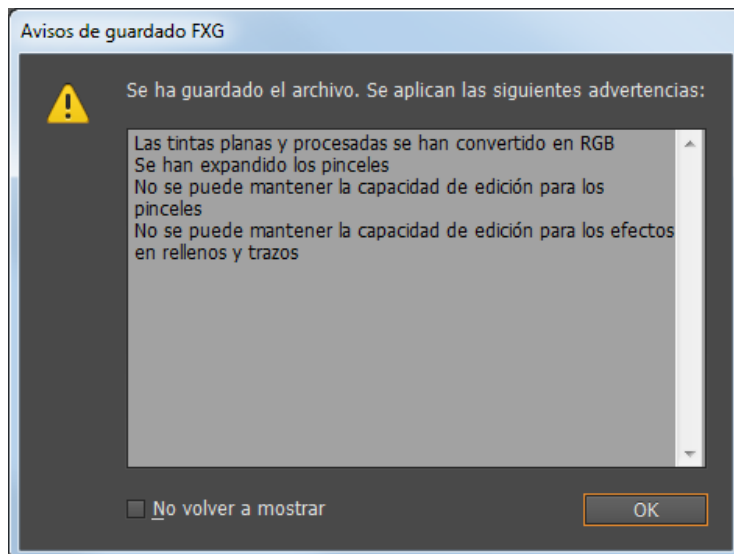 Avisos de guardado FXG
Se ha guardado el archivo. Se aplican las siguientes advertencias:
Las tintas planas y procesadas se han convertido en RGB
Se han expandido los pinceles
No se puede mantener la capacidad de edición para los
pinceles
No se puede mantener la capacidad de edición para los efectos
en rellenos y trazos
No volver a mostrar
OK